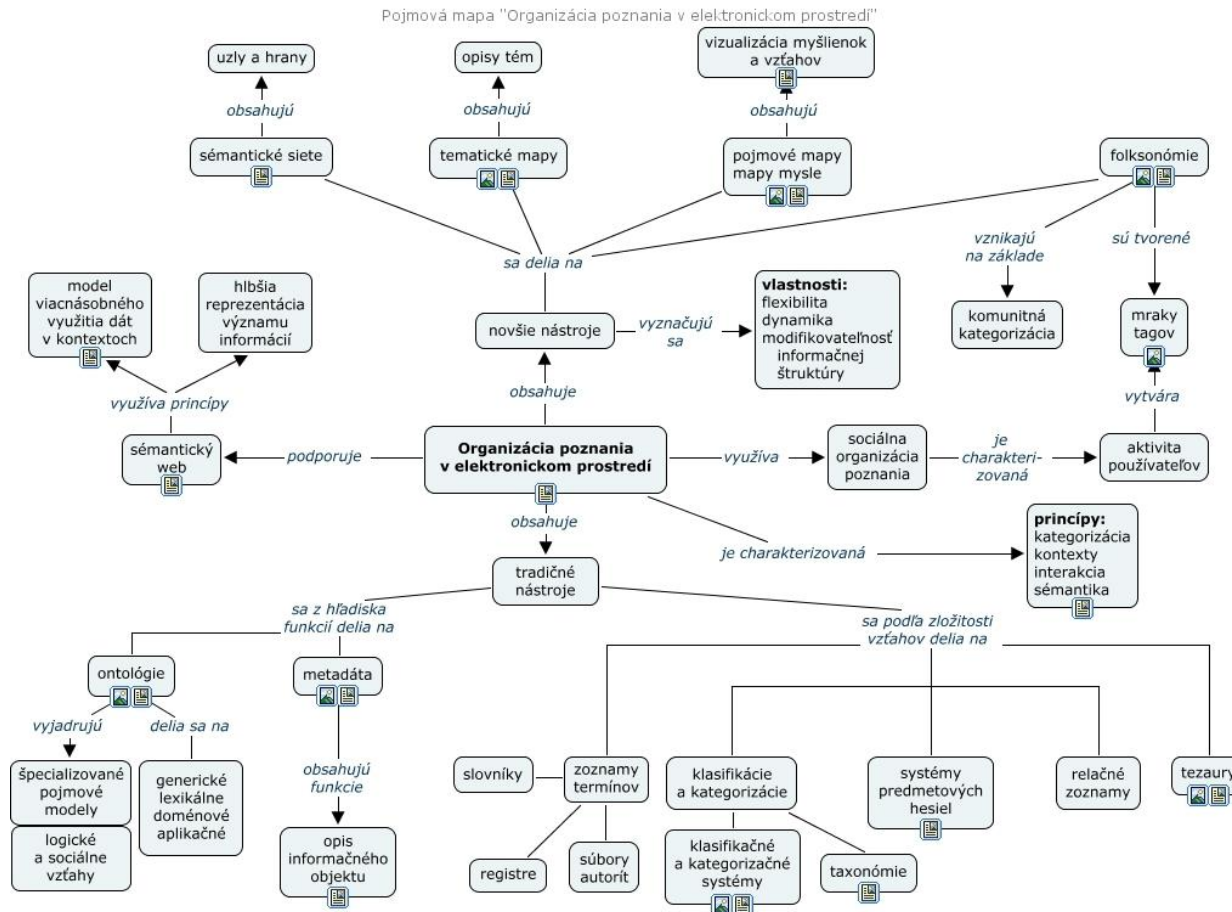 Pojmová mapa "Organizácia poznania v elektronickom prostredí"
uzly a hrany
opisy tém
vizualizácia myšlienok
a vzťahov
obsahujú
obsahujú
obsahujú
sémantické siete
tematické mapy
pojmové mapy
mapy mysle
folksonómie
sa delia na
vznikajú
na základe
sú tvorené
model
viacnásobného
využitia dát
v kontextoch
hlbšia
reprezentácia
významu
informácií
novšie nástroje
vyznačujú
sa
vlastnosti:
flexibilita
dynamika
modifikovateľnosť
informačnej
štruktúry
komunitná
kategorizácia
mraky
tagov
využíva princípy
obsahuje
vytvára
sémantický
web
podporuje
Organizácia poznania
v elektronickom prostredí
využíva
sociálna
organizácia
poznania
je
charakteri-
zovaná
aktivita
používateľov
obsahuje
je charakterizovaná
princípy:
kategorizácia
kontexty
interakcia
sémantika
tradičné
nástroje
sa z hľadiska
funkcií delia na
sa podľa zložitosti
vzťahov delia na
ontológie
metadáta
vyjadrujú
delia sa na
obsahujú
funkcie
špecializované
pojmové
modely
logické
a sociálne
vzťahy
generické
lexikálne
doménové
aplikačné
opis
informačného
objektu
slovníky
zoznamy
termínov
klasifikácie
a kategorizácie
systémy
predmetových
hesiel
relačné
zoznamy
tezaury
registre
súbory
autorít
klasifikačné
a kategorizačné
systémy
taxonómie